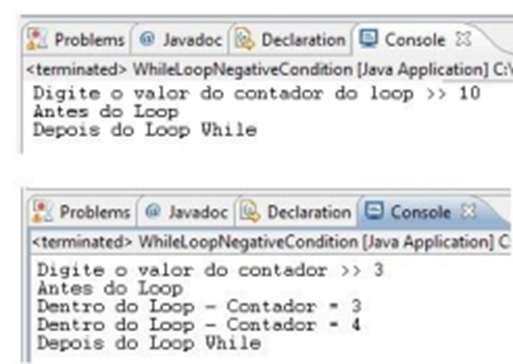 Problems @ Javadoc Declaration Console
<terminated> WhileLoopNegativeCondition [Java Application] C:\
Digite o valor do contador do loop >> 10
Antes do Loop
Depois do Loop While
Problems @ Javadoc Declaration Console
<terminated> WhileLoopNegativeCondition [Java Application] C
Digite o valor do contador >> 3
Antes do Loop
Dentro do Loop - Contador = 3
Dentro do Loop - Contador = 4
Depois do Loop While